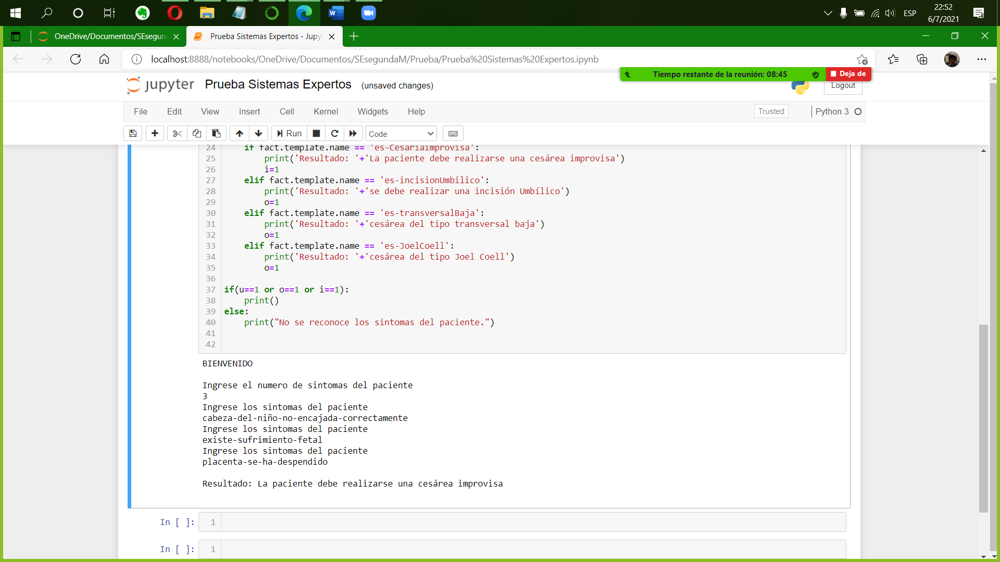 22:52
ESP
6/7/2021
OneDrive/Documentos/SEsegun
Prueba Sistemas Expertos - Jupyt
localhost:8888/notebooks/OneDrive/Documentos/SEsegundaM/Prueba/Prueba%20Sistemas%20Expertos.ipynb
Tiempo restante de la reunión: 08:45
Deja de
jupyter Prueba Sistemas Expertos (unsaved changes)
Logout
File Edit View Insert Cell Kernel Widgets Help Trusted Python 3
Run Code
24 if fact.template.name == 'es-Cesariaimprovisa':
25 print('Resultado: '+'La paciente debe realizarse una cesárea improvisa')
26 i=1
27 elif fact.template.name == 'es-incisionUmbilico':
28 print('Resultado: '+'se debe realizar una incisión Umbílico')
29 o=1
30 elif fact.template.name == 'es-transversalBaja':
31 print('Resultado: '+'cesárea del tipo transversal baja')
32 o=1
33 elif fact.template.name == 'es-JoelCoell':
34 print('Resultado: '+'cesárea del tipo Joel Coell')
35 o=1
36
37 if(u==1 or o==1 or i==1):
38 print()
39 else:
40 print("No se reconoce los sintomas del paciente.")
41
42
BIENVENIDO
Ingrese el numero de sintomas del paciente
3
Ingrese los sintomas del paciente
cabeza-del-niño-no-encajada-correctamente
Ingrese los sintomas del paciente
existe-sufrimiento-fetal
Ingrese los sintomas del paciente
placenta-se-ha-despendido
Resultado: La paciente debe realizarse una cesárea improvisa
In [ ]: 1
In [ ]: 1